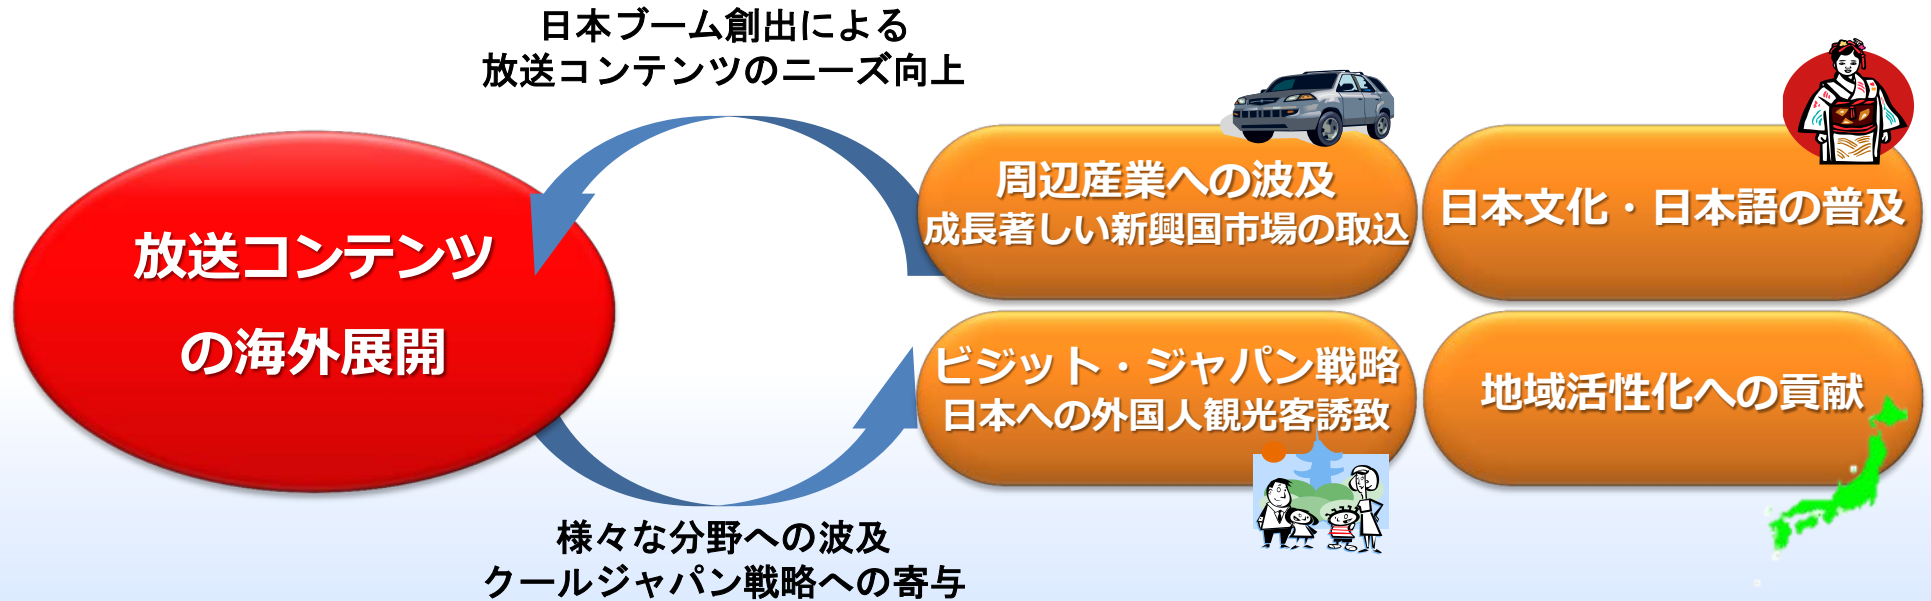 日本ブーム創出による
放送コンテンツのニーズ向上
放送コンテンツ
の海外展開
周辺産業への波及
成長著しい新興国市場の取込
日本文化・日本語の普及
ビジット・ジャパン戦略
日本への外国人観光客誘致
地域活性化への貢献
様々な分野への波及
クールジャパン戦略への寄与